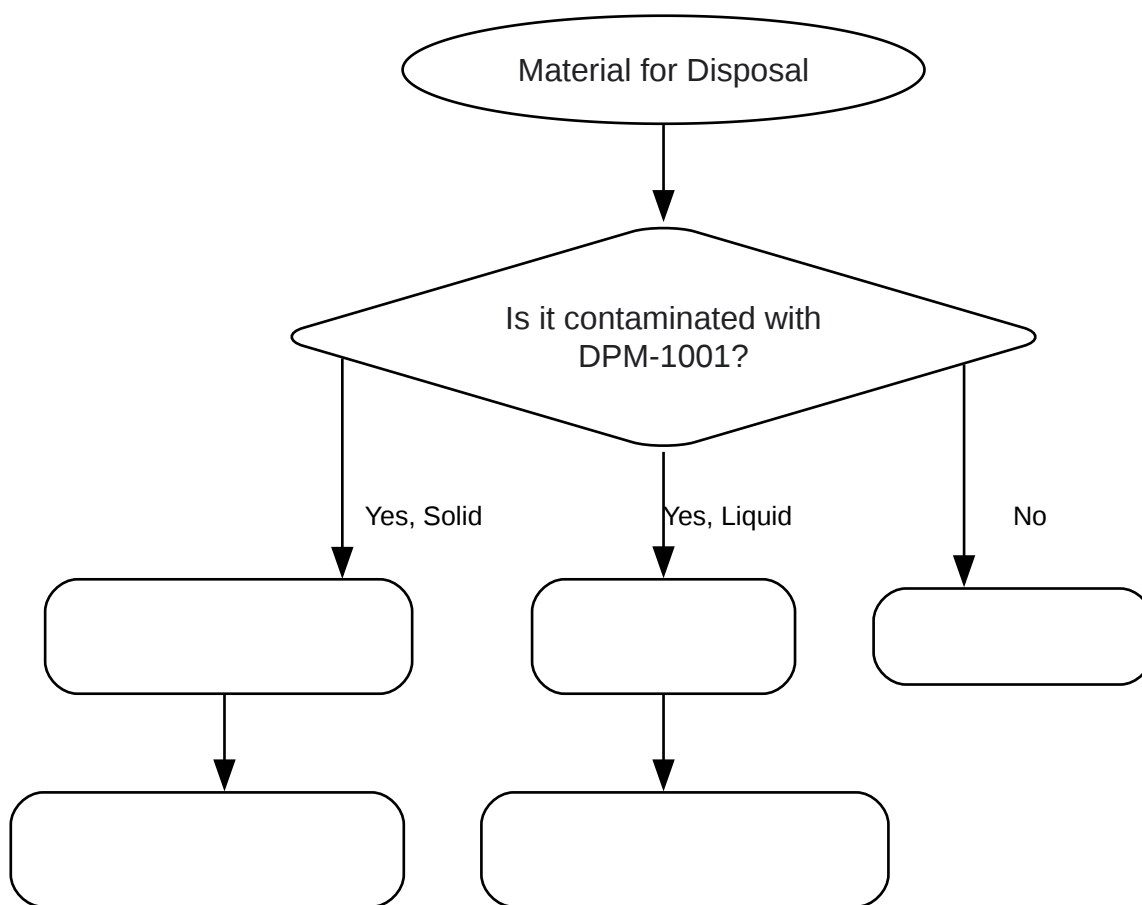 Material for Disposal
Is it contaminated with
DPM-1001?
Yes, Solid
Yes, Liquid
No